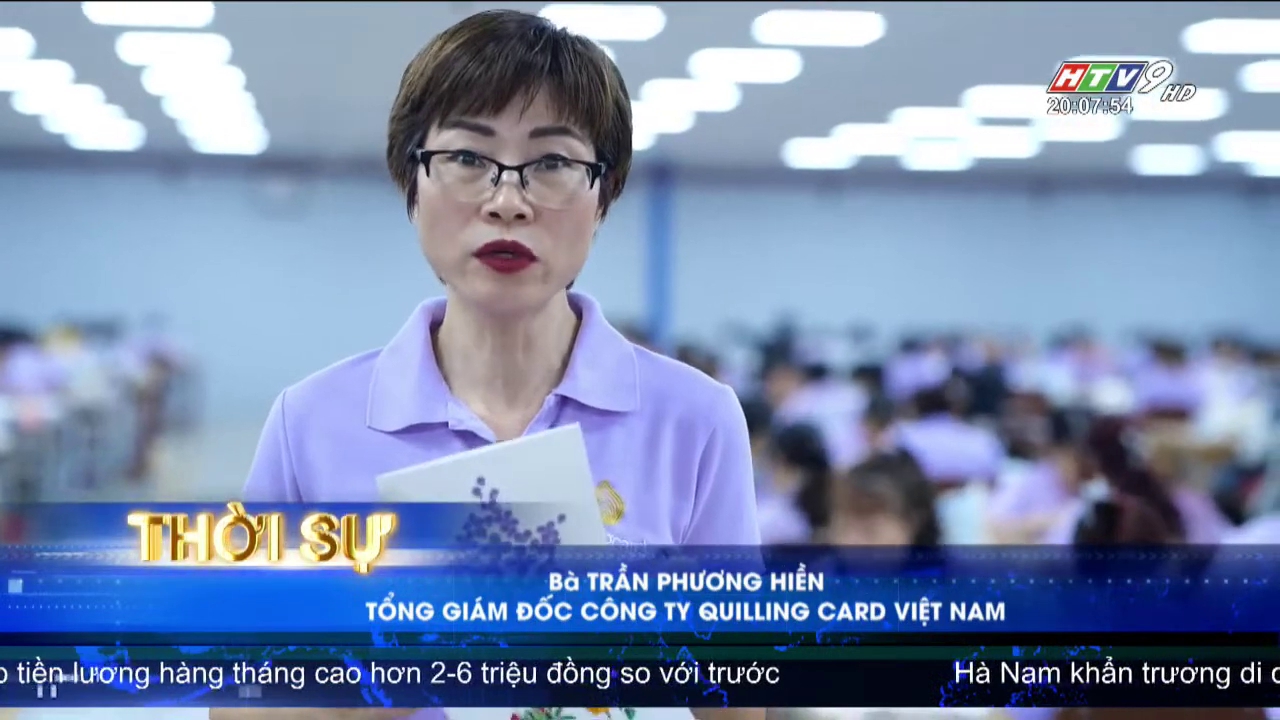 HTV9 HD
20:07:54
THỜI SỰ
Bà TRẦN PHƯƠNG HIỀN
TỔNG GIÁM ĐỐC CÔNG TY QUILLING CARD VIỆT NAM
tiền lương hàng tháng cao hơn 2-6 triệu đồng so với trước
Hà Nam khẩn trương di